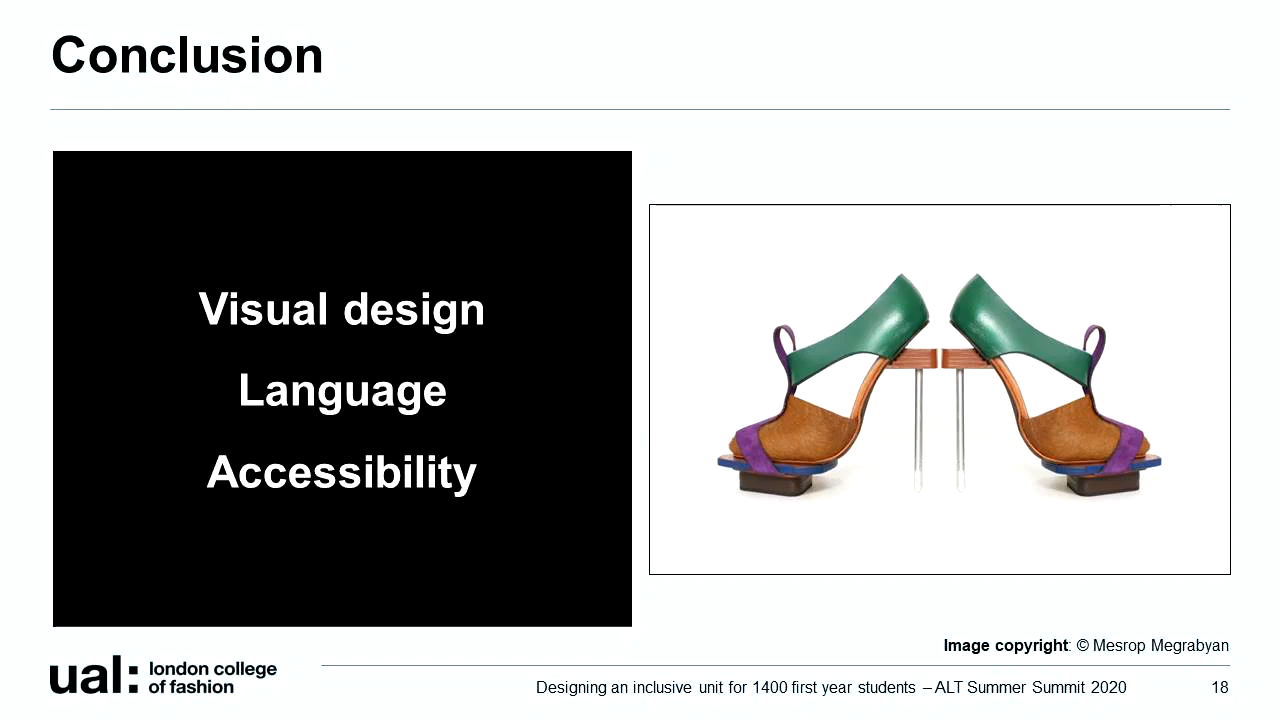 Conclusion
Visual design
Language
Accessibility
Image copyright: © Mesrop Megrabyan
ual: london college
of fashion
Designing an inclusive unit for 1400 first year students – ALT Summer Summit 2020
18